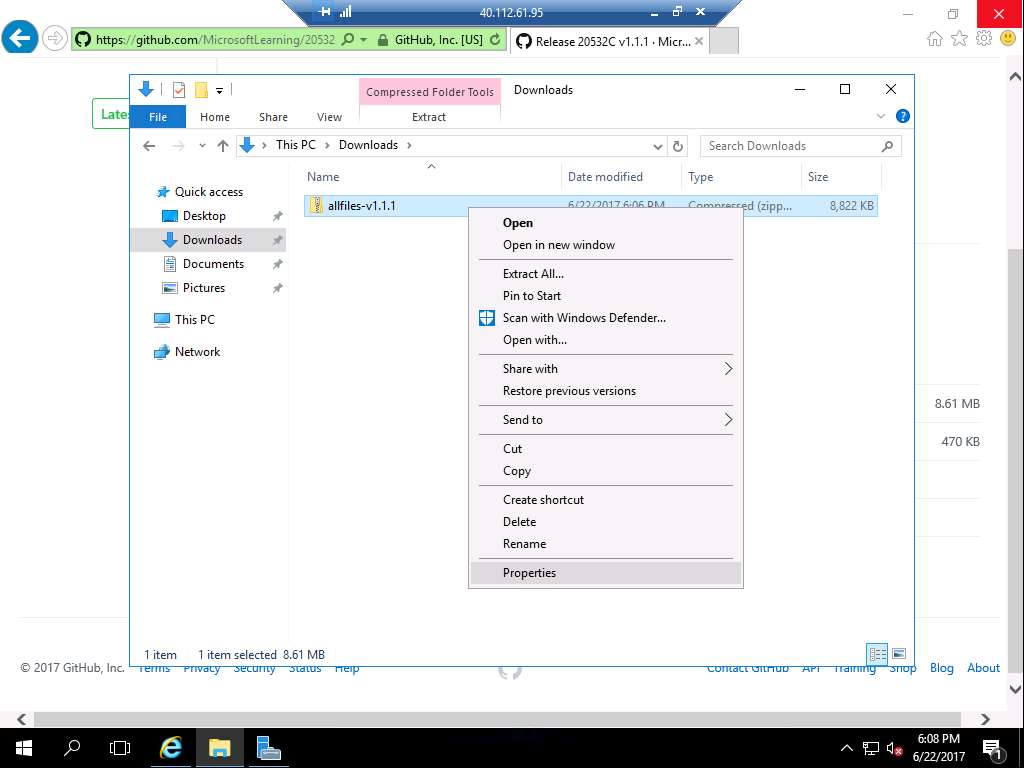 40.112.61.95
https://github.com/MicrosoftLearning/20532
GitHub, Inc. [US]
Release 20532C v1.1.1 · Micr...
Compressed Folder Tools
Downloads
File
Home
Share
View
Extract
This PC
Downloads
Search Downloads
Name
Date modified
Type
Size
allfiles-v1.1.1
6/22/2017 6:06 PM
Compressed (zipp...
8,822 KB
Quick access
Desktop
Downloads
Documents
Pictures
This PC
Network
Open
Open in new window
Extract All...
Pin to Start
Scan with Windows Defender...
Open with...
Share with
Restore previous versions
Send to
Cut
Copy
Create shortcut
Delete
Rename
Properties
8.61 MB
470 KB
1 item
1 item selected 8.61 MB
© 2017 GitHub, Inc.
Terms
Privacy
Security
Status
Help
Contact GitHub
API
Training
Shop
Blog
About
6:08 PM
6/22/2017
1